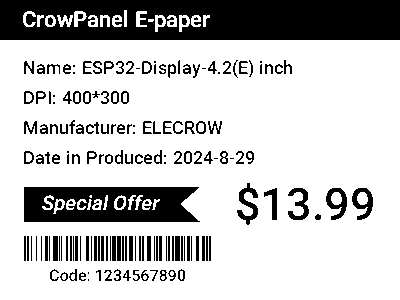 CrowPanel E-paper
Name: ESP32-Display-4.2(E) inch
DPI: 400*300
Manufacturer: ELECROW
Date in Produced: 2024-8-29
Special Offer
$13.99
Code: 1234567890